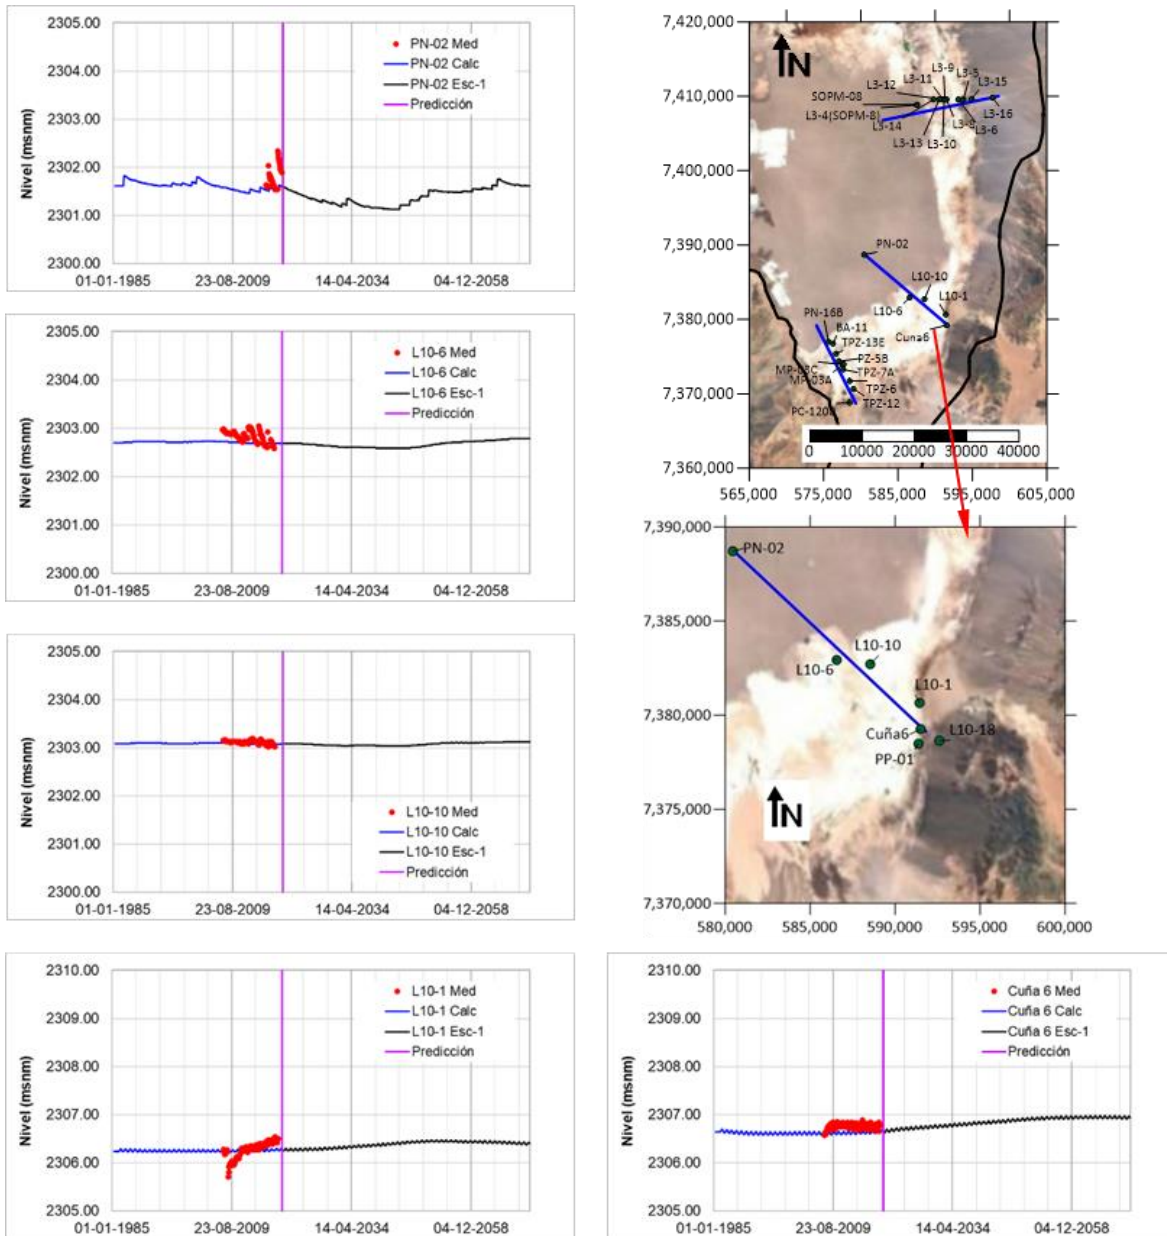 2305.00
2304.00
2303.00
2302.00
2301.00
2300.00
Nivel (msnm)
PN-02 Med
PN-02 Calc
PN-02 Esc-1
Predicción
01-01-1985
23-08-2009
14-04-2034
04-12-2058
2305.00
2304.00
2303.00
2302.00
2301.00
2300.00
Nivel (msnm)
L10-6 Med
L10-6 Calc
L10-6 Esc-1
Predicción
01-01-1985
23-08-2009
14-04-2034
04-12-2058
2305.00
2304.00
2303.00
2302.00
2301.00
2300.00
Nivel (msnm)
L10-10 Med
L10-10 Calc
L10-10 Esc-1
Predicción
01-01-1985
23-08-2009
14-04-2034
04-12-2058
7,420,000
7,410,000
7,400,000
7,390,000
7,380,000
7,370,000
7,360,000
N
L3-9
L3-11
L3-5
L3-12
L3-15
SOPM-08
L3-4(SOPM-8)
L3-14
L3-16
L3-13
L3-9
L3-6
L3-10
PN-02
L10-10
L10-6
L10-1
PN-16B
BA-11
Cuna6
TPZ-13E
PZ-5B
MP-03C
TPZ-7A
MP-03A
TPZ-6
PC-120B
TPZ-12
0 10000 20000 30000 40000
565,000 575,000 585,000 595,000 605,000
7,390,000
7,385,000
7,380,000
7,375,000
7,370,000
PN-02
L10-10
L10-6
L10-1
Cuña6
L10-18
PP-01
N
580,000 585,000 590,000 595,000 600,000
2310.00
2309.00
2308.00
2307.00
2306.00
2305.00
Nivel (msnm)
L10-1 Med
L10-1 Calc
L10-1 Esc-1
Predicción
01-01-1985
23-08-2009
14-04-2034
04-12-2058
2310.00
2309.00
2308.00
2307.00
2306.00
2305.00
Nivel (msnm)
Cuña 6 Med
Cuña 6 Calc
Cuña 6 Esc-1
Predicción
01-01-1985
23-08-2009
14-04-2034
04-12-2058